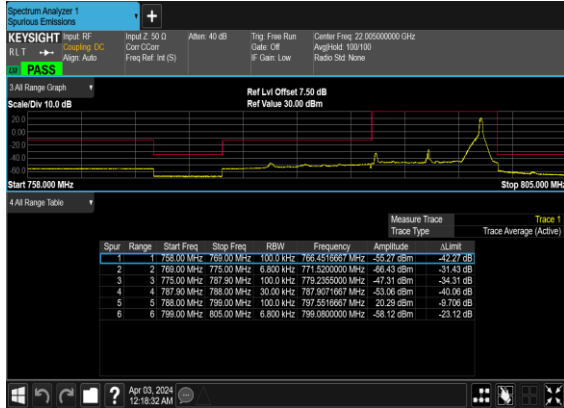 Spectrum Analyzer 1
Spurious Emissions
+
KEYSIGHT Input: RF Input Z: 50 Ω Atten: 40 dB Trig: Free Run Center Freq: 22.005000000 GHz
RLT Coupling: DC Corr CCorr Gate: Off Avg|Hold: 100/100
Align: Auto Freq Ref: Int (S) IF Gain: Low Radio Std: None
PASS
3 All Range Graph
Scale/Div 10.0 dB
Ref Lvl Offset 7.50 dB
Ref Value 30.00 dBm
20.0
0.00
-20.0
-40.0
-60.0
Start 758.000 MHz Stop 805.000 MHz
4 All Range Table
Measure Trace Trace 1
Trace Type Trace Average (Active)
Spur Range Start Freq Stop Freq RBW Frequency Amplitude ΔLimit
1 1 758.00 MHz 769.00 MHz 100.0 kHz 766.4516667 MHz -55.27 dBm -42.27 dB
2 2 769.00 MHz 775.00 MHz 6.800 kHz 771.5200000 MHz -66.43 dBm -31.43 dB
3 3 775.00 MHz 787.90 MHz 100.0 kHz 779.2355000 MHz -47.31 dBm -34.31 dB
4 4 787.90 MHz 788.00 MHz 30.00 kHz 787.9071667 MHz -53.06 dBm -40.06 dB
5 5 788.00 MHz 799.00 MHz 100.0 kHz 797.5516667 MHz 20.29 dBm -9.706 dB
6 6 799.00 MHz 805.00 MHz 6.800 kHz 799.0800000 MHz -58.12 dBm -23.12 dB
? Apr 03, 2024
12:18:32 AM